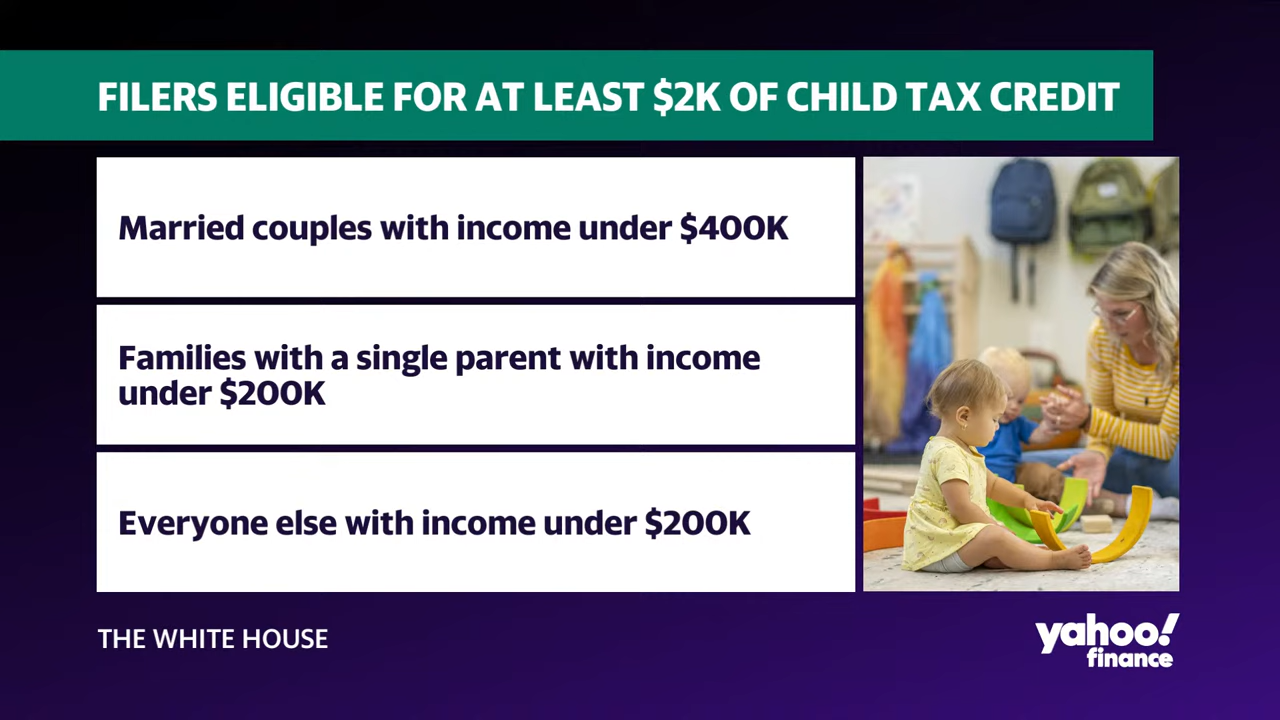 FILERS ELIGIBLE FOR AT LEAST $2K OF CHILD TAX CREDIT
Married couples with income under $400K
Families with a single parent with income
under $200K
Everyone else with income under $200K
THE WHITE HOUSE
yahoo!
finance